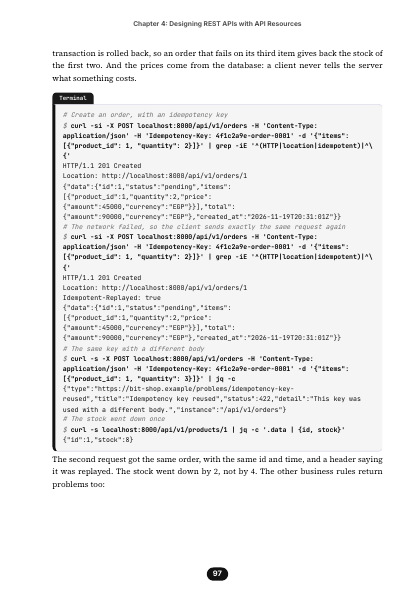 Chapter 4: Designing REST APIs with API Resources
transaction is rolled back, so an order that fails on its third item gives back the stock of
the first two. And the prices come from the database: a client never tells the server
what something costs.
Terminal
# Create an order, with an idempotency key
$ curl -si -X POST localhost:8000/api/v1/orders -H 'Content-Type:
application/json' -H 'Idempotency-Key: 4f1c2a9e-order-0001' -d '{"items":
[{"product_id": 1, "quantity": 2}]}' | grep -iE '^(HTTP|location|idempotent)|^\
{'
HTTP/1.1 201 Created
Location: http://localhost:8000/api/v1/orders/1
{"data":{"id":1,"status":"pending","items":
[{"product_id":1,"quantity":2,"price":
{"amount":45000,"currency":"EGP"}}],"total":
{"amount":90000,"currency":"EGP"},"created_at":"2026-11-19T20:31:01Z"}}
# The network failed, so the client sends exactly the same request again
$ curl -si -X POST localhost:8000/api/v1/orders -H 'Content-Type:
application/json' -H 'Idempotency-Key: 4f1c2a9e-order-0001' -d '{"items":
[{"product_id": 1, "quantity": 2}]}' | grep -iE '^(HTTP|location|idempotent)|^\
{'
HTTP/1.1 201 Created
Location: http://localhost:8000/api/v1/orders/1
Idempotent-Replayed: true
{"data":{"id":1,"status":"pending","items":
[{"product_id":1,"quantity":2,"price":
{"amount":45000,"currency":"EGP"}}],"total":
{"amount":90000,"currency":"EGP"},"created_at":"2026-11-19T20:31:01Z"}}
# The same key with a different body
$ curl -s -X POST localhost:8000/api/v1/orders -H 'Content-Type:
application/json' -H 'Idempotency-Key: 4f1c2a9e-order-0001' -d '{"items":
[{"product_id": 1, "quantity": 3}]}' | jq -c
{"type":"https://bit-shop.example/problems/idempotency-key-
reused","title":"Idempotency key reused","status":422,"detail":"This key was
used with a different body.","instance":"/api/v1/orders"}
# The stock went down once
$ curl -s localhost:8000/api/v1/products/1 | jq -c '.data | {id, stock}'
{"id":1,"stock":8}
The second request got the same order, with the same id and time, and a header saying
it was replayed. The stock went down by 2, not by 4. The other business rules return
problems too:
97